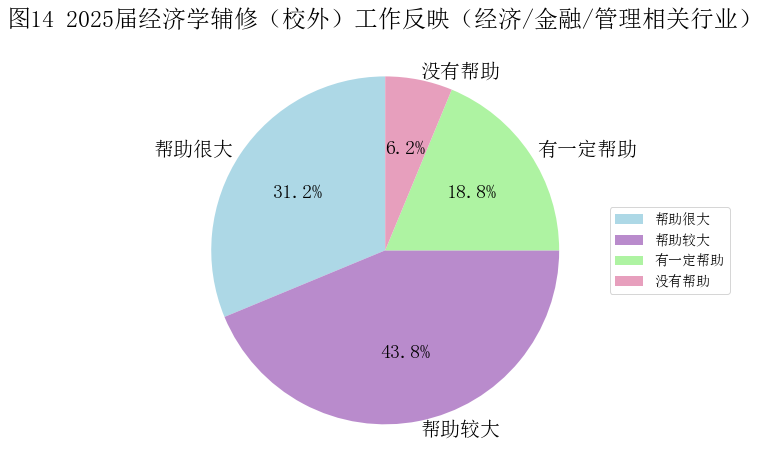 图14 2025届经济学辅修（校外）工作反映（经济/金融/管理相关行业）
没有帮助
帮助很大
有一定帮助
6.2%
31.2%
18.8%
帮助很大
帮助较大
有一定帮助
没有帮助
43.8%
帮助较大